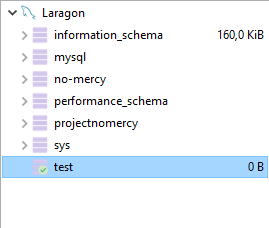 Laragon
information_schema 160,0 KiB
mysql
no-mercy
performance_schema
projectnomercy
sys
test 0 B